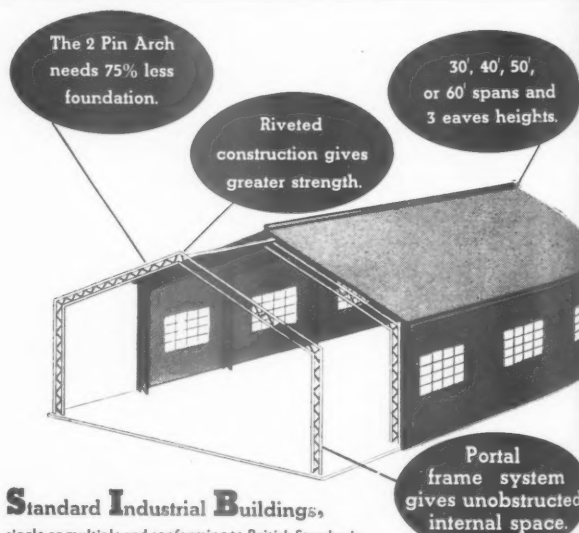 The 2 Pin Arch
needs 75% less
foundation.
30', 40', 50',
or 60' spans and
3 eaves heights.
Riveted
construction gives
greater strength.
Portal
frame system
gives unobstructed
internal space.
Standard Industrial Buildings,